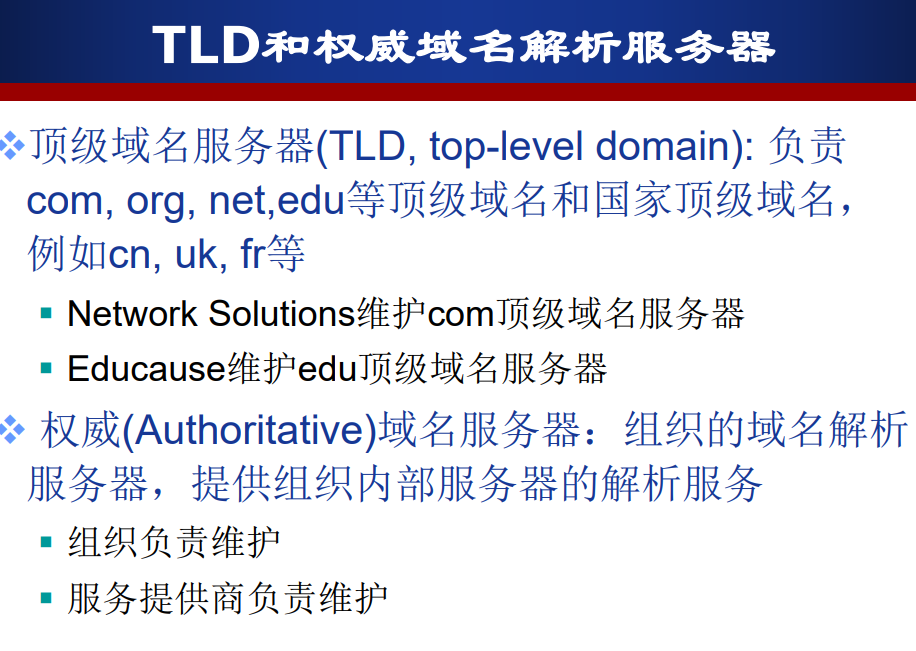 TLD和权威域名解析服务器
顶级域名服务器(TLD, top-level domain): 负责
com, org, net,edu等顶级域名和国家顶级域名，
例如cn, uk, fr等
Network Solutions维护com顶级域名服务器
Educause维护edu顶级域名服务器
权威(Authoritative)域名服务器：组织的域名解析
服务器，提供组织内部服务器的解析服务
组织负责维护
服务提供商负责维护